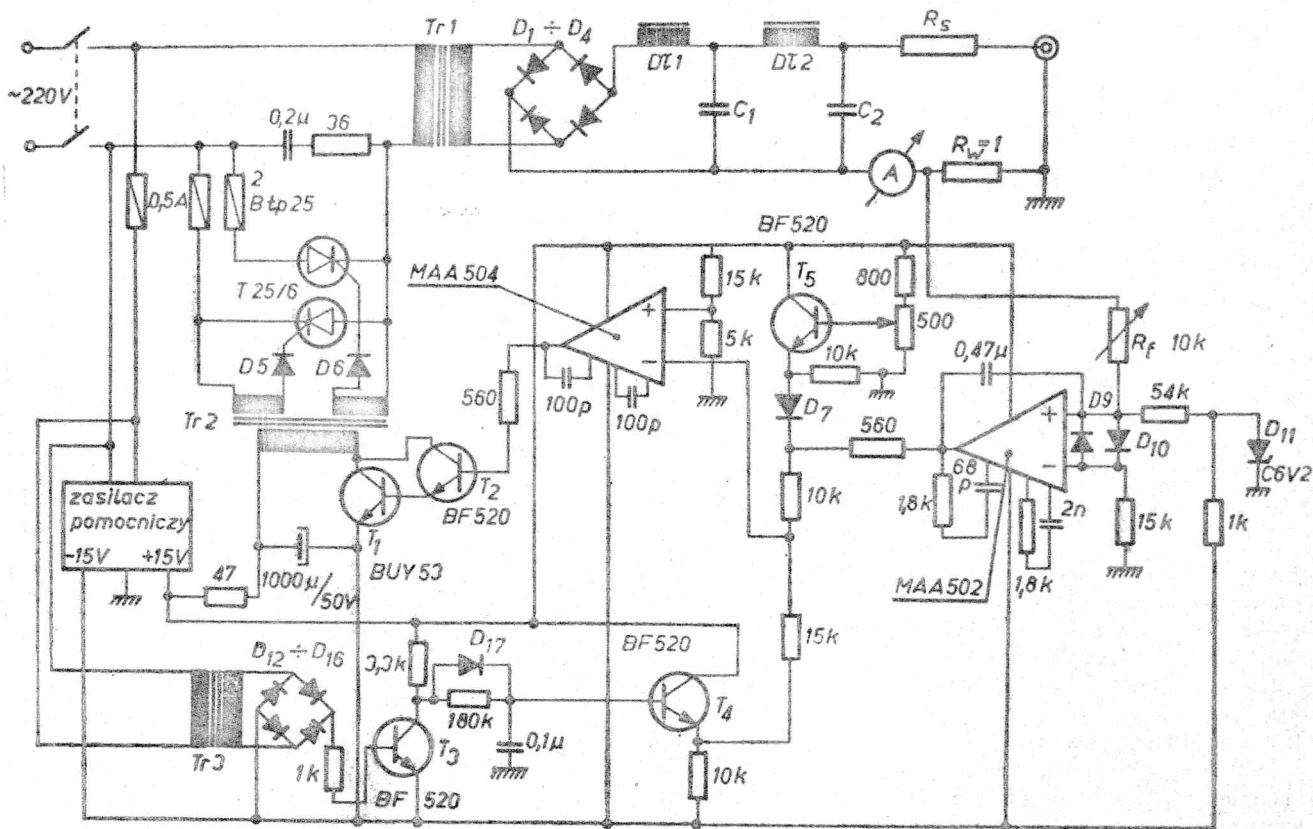 Tr1
D1 ÷ D4
Rs
Dł1
Dł2
~220V
0,2µ
36
C1
C2
A
Rw=1
0,5A
2
Btp25
BF520
MAA504
T25/6
15k
T5
800
+
5k
500
Rf 10k
D5
D6
-
10k
0,47µ
560
100p
100p
D7
D9
54k
Tr2
560
+
D10
D11
T2
68
p
-
C6V2
zasilacz
pomocniczy
BF520
10k
1,8k
2n
15k
1k
-15V
+15V
T1
47
1000µ/50V
BUY53
MAA502
1,8k
D12 ÷ D16
3,3k
D17
BF520
15k
180k
T4
Tr3
T3
0,1µ
1k
10k
BF 520